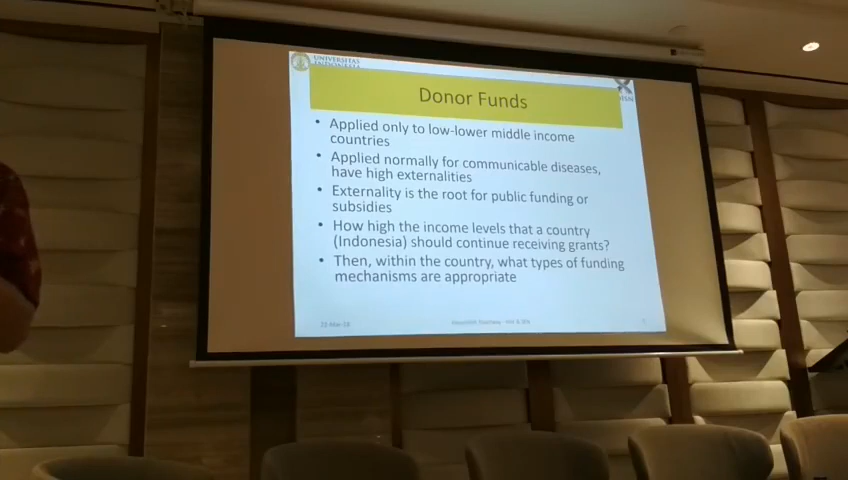 UNIVERSITAS
INDONESIA
Donor Funds
• Applied only to low-lower middle income
countries
• Applied normally for communicable diseases,
have high externalities
• Externality is the root for public funding or
subsidies
• How high the income levels that a country
(Indonesia) should continue receiving grants?
• Then, within the country, what types of funding
mechanisms are appropriate